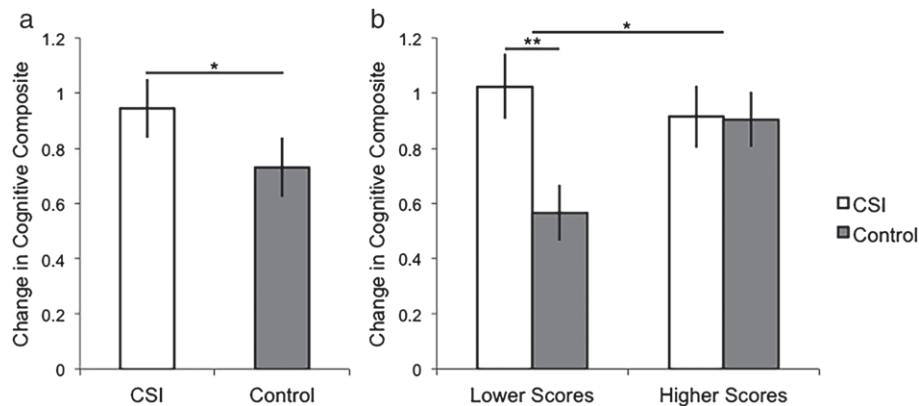 a
Change in Cognitive Composite
1.2
1
0.8
0.6
0.4
0.2
0
*
CSI
Control
b
Change in Cognitive Composite
1.2
1
0.8
0.6
0.4
0.2
0
**
*
Lower Scores
Higher Scores
CSI
Control